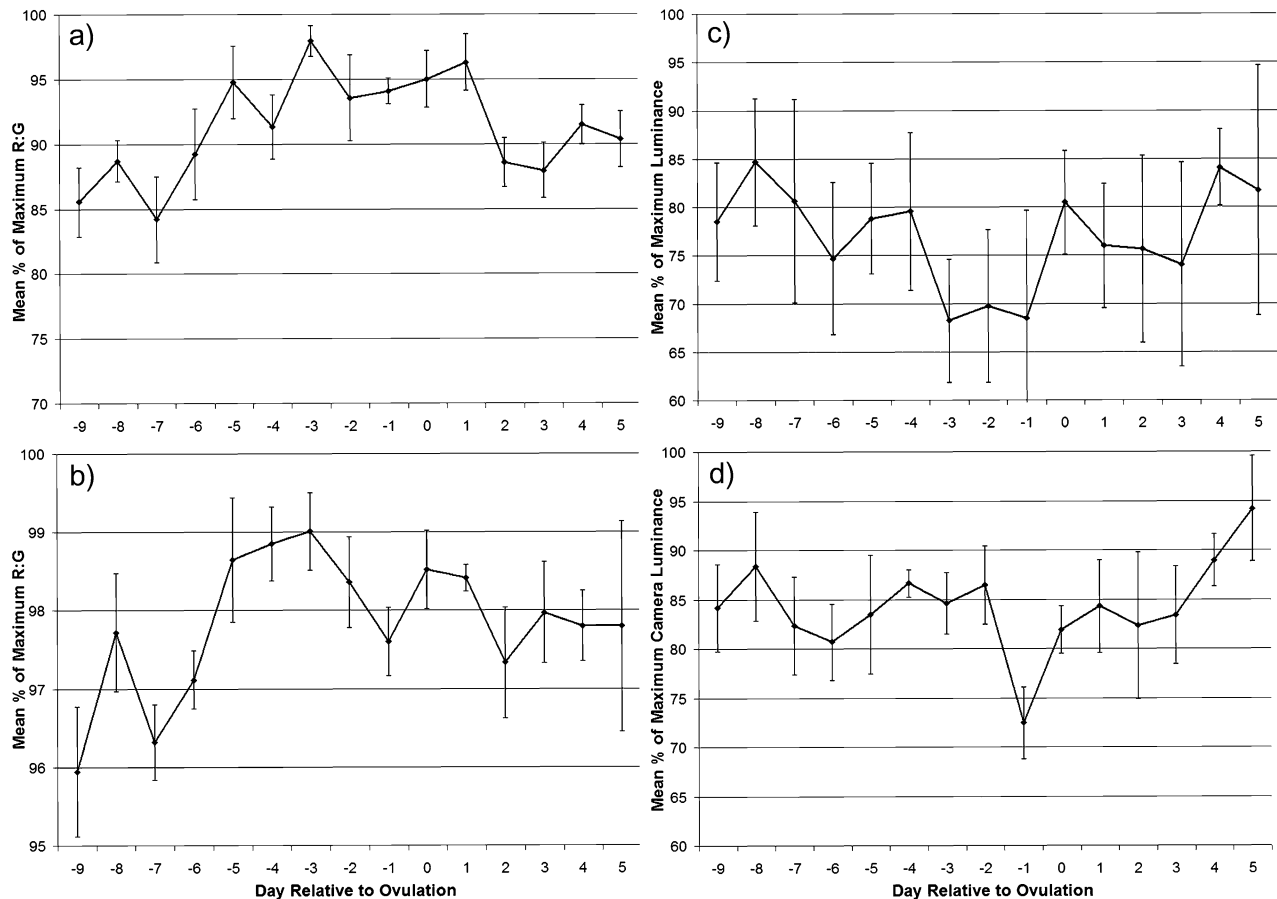 a)
Mean % of Maximum R:G
100
95
90
85
80
75
70
-9 -8 -7 -6 -5 -4 -3 -2 -1 0 1 2 3 4 5
b)
Mean % of Maximum R:G
100
99
98
97
96
95
-9 -8 -7 -6 -5 -4 -3 -2 -1 0 1 2 3 4 5
Day Relative to Ovulation
c)
Mean % of Maximum Luminance
100
95
90
85
80
75
70
65
60
-9 -8 -7 -6 -5 -4 -3 -2 -1 0 1 2 3 4 5
d)
Mean % of Maximum Camera Luminance
100
95
90
85
80
75
70
65
60
-9 -8 -7 -6 -5 -4 -3 -2 -1 0 1 2 3 4 5
Day Relative to Ovulation